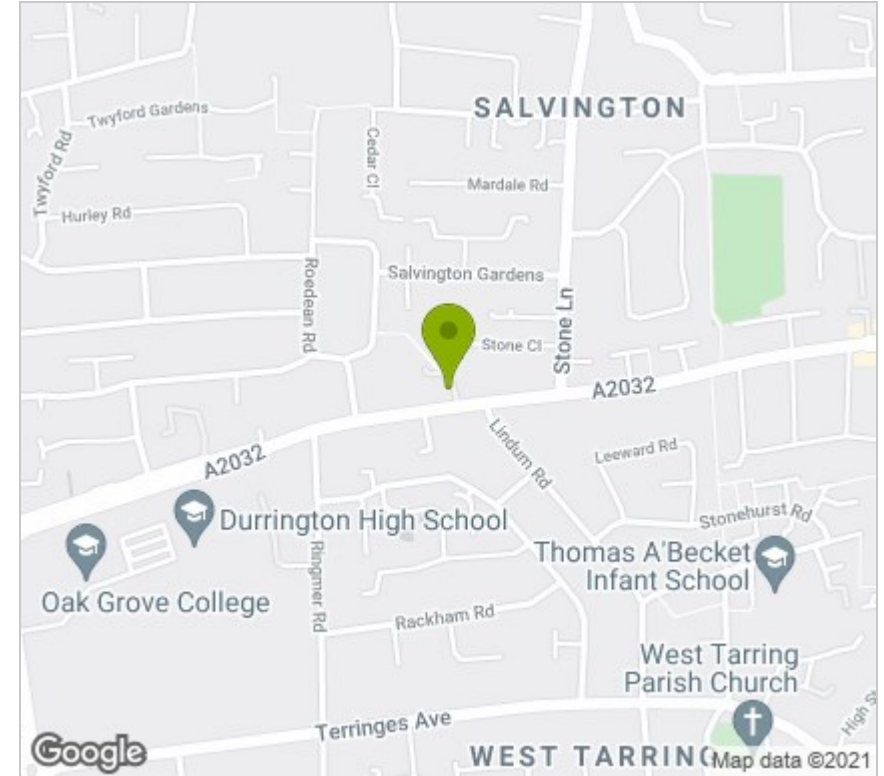 SALVINGTON
Twyford Gardens
Twyford Rd
Cedar Cl
Mardale Rd
Hurley Rd
Salvington Gardens
Roedean Rd
Stone Ln
Stone Cl
A2032
Lindum Rd
Leeward Rd
A2032
Stonehurst Rd
Durrington High School
Thomas A'Becket
Infant School
Oak Grove College
Ringmer Rd
Rackham Rd
West Tarring
Parish Church
High St
Terringes Ave
Google
WEST TARRING
Map data ©2021